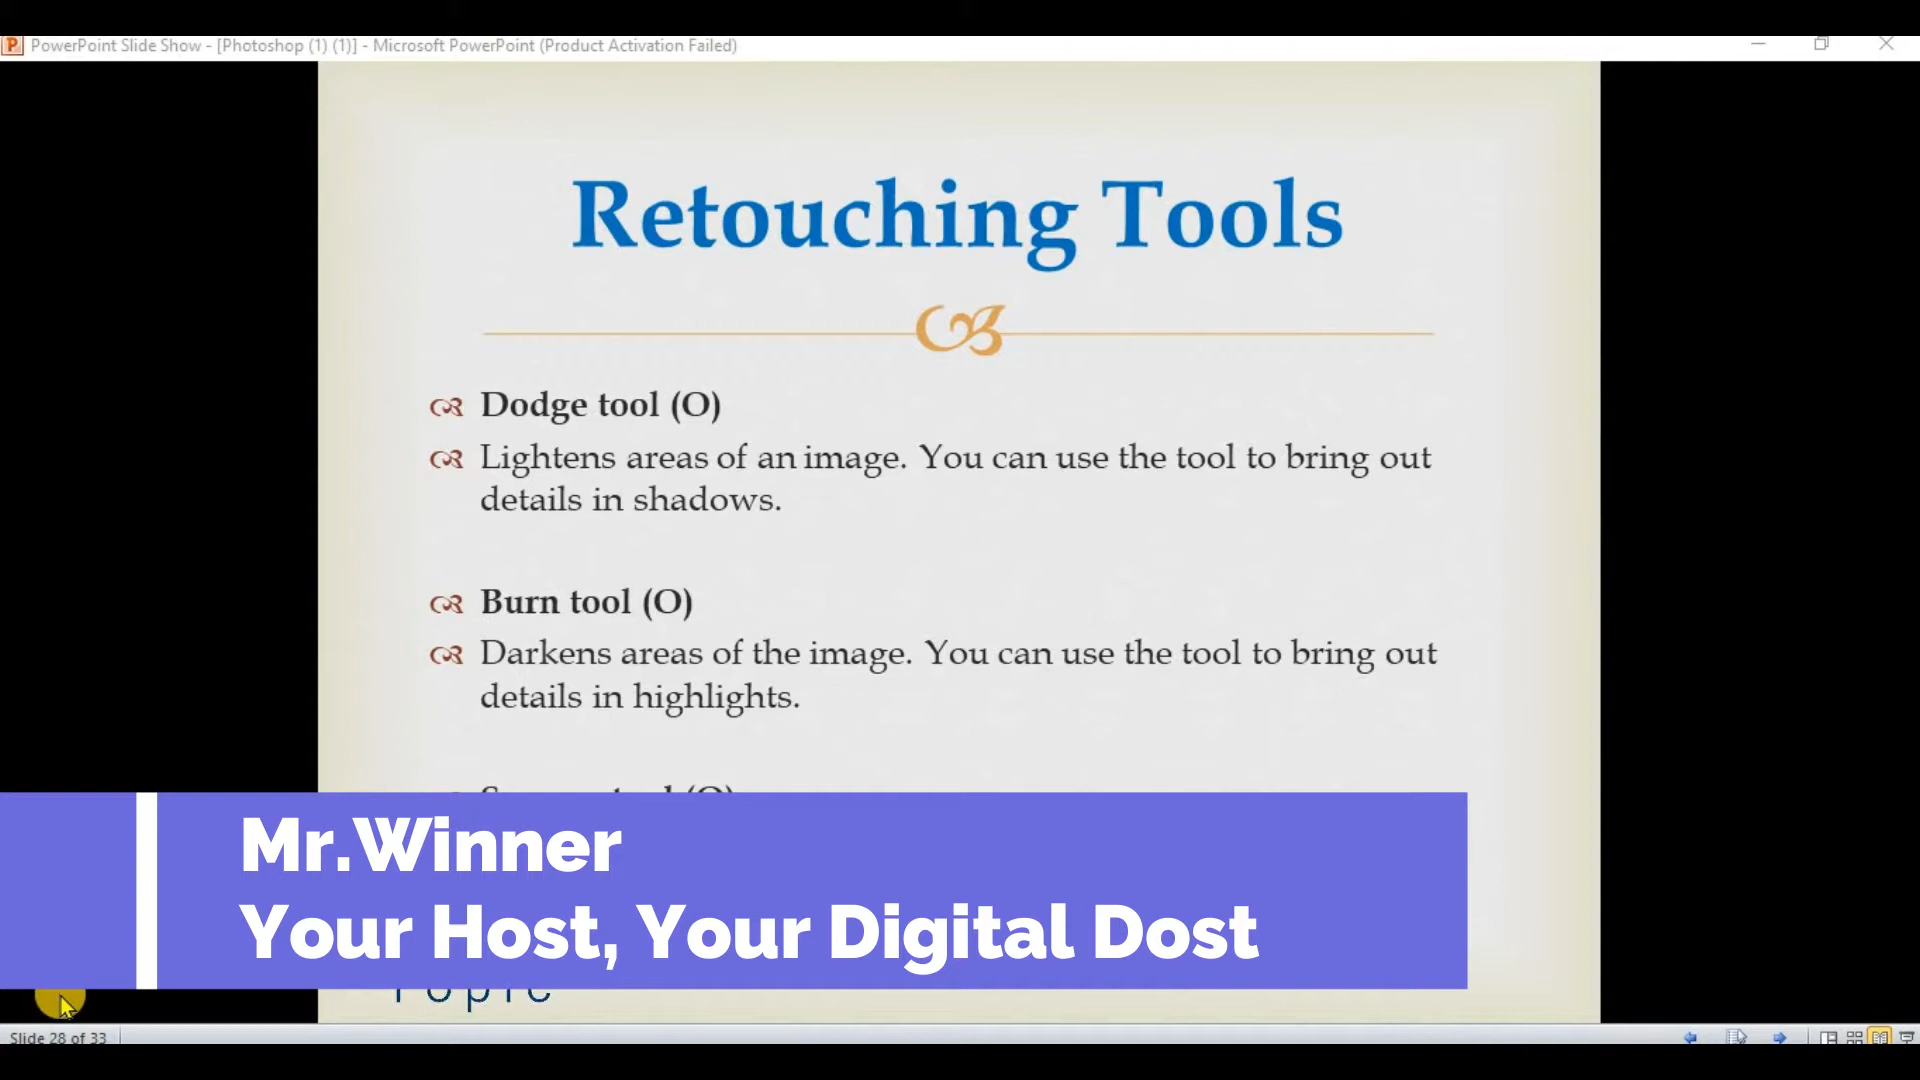 PowerPoint Slide Show - [Photoshop (1) (1)] - Microsoft PowerPoint (Product Activation Failed)
Retouching Tools
Dodge tool (O)
Lightens areas of an image. You can use the tool to bring out
details in shadows.
Burn tool (O)
Darkens areas of the image. You can use the tool to bring out
details in highlights.
tool (O)
Mr.Winner
Your Host, Your Digital Dost
Topic
Slide 28 of 33